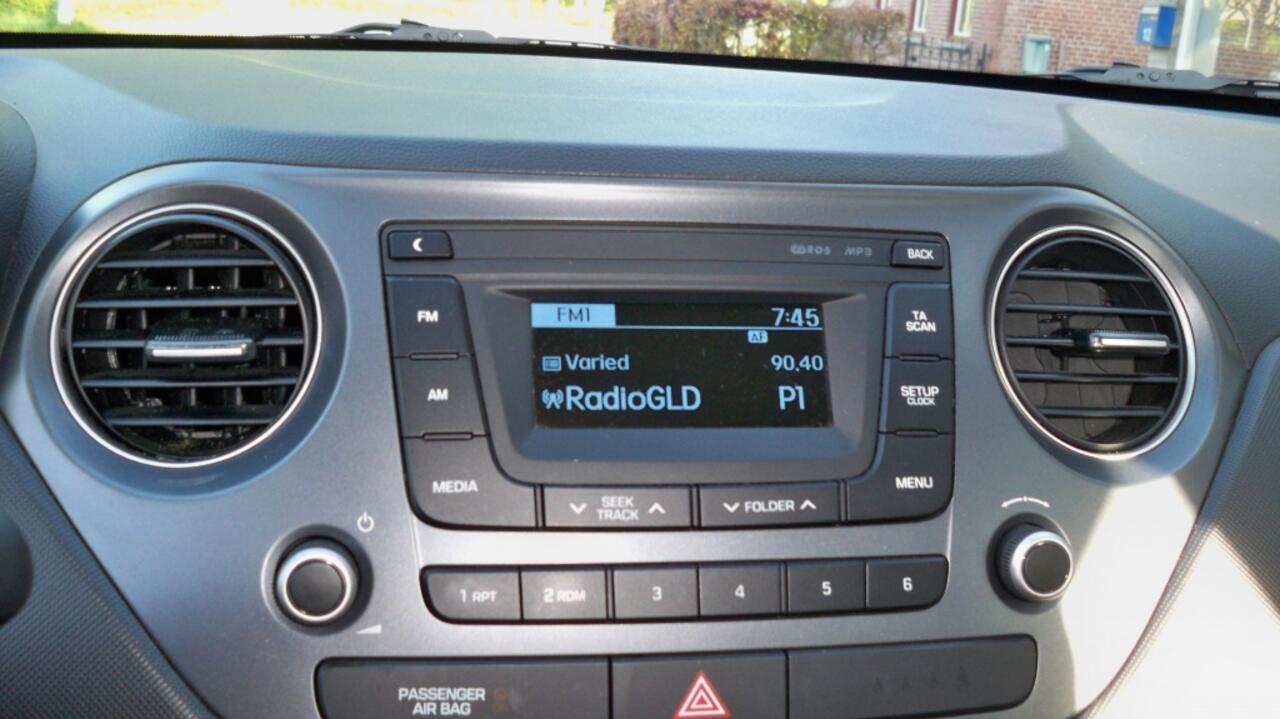 12
RDS MP3 BACK
FM
FM1 7:45
AF
TA
SCAN
Varied 90.40
AM
RadioGLD P1
SETUP
CLOCK
MEDIA
SEEK
TRACK
FOLDER
MENU
1 RPT 2 RDM 3 4 5 6
PASSENGER
AIR BAG